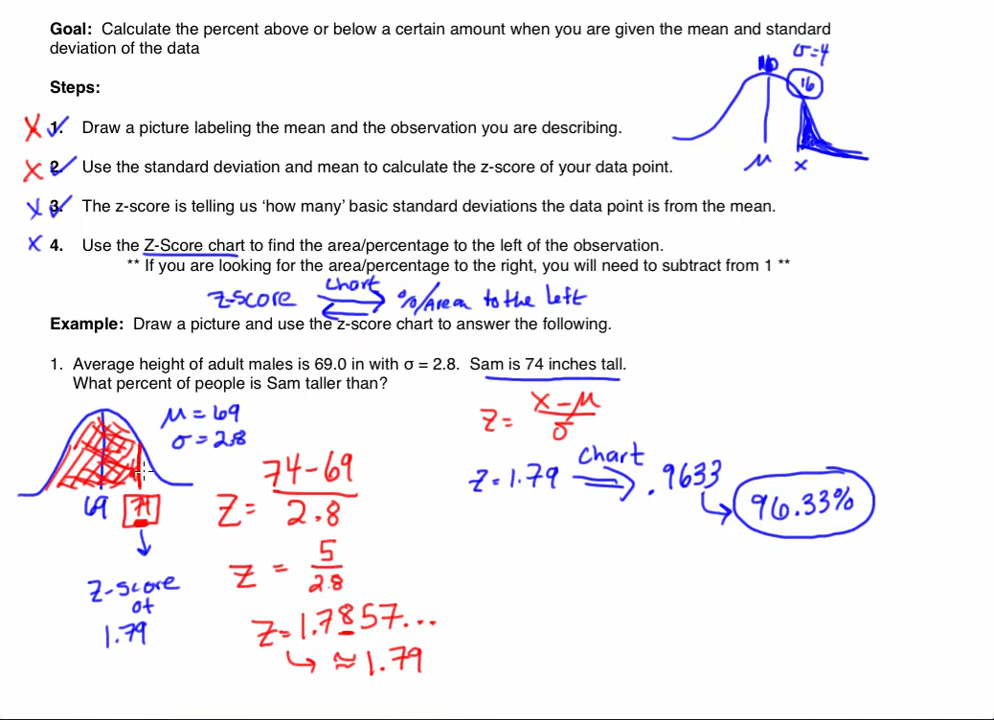 Goal: Calculate the percent above or below a certain amount when you are given the mean and standard
deviation of the data
σ=4
Steps:
16
X 1. Draw a picture labeling the mean and the observation you are describing.
X 2. Use the standard deviation and mean to calculate the z-score of your data point.
μ x
X 3. The z-score is telling us ‘how many’ basic standard deviations the data point is from the mean.
X 4. Use the Z-Score chart to find the area/percentage to the left of the observation.
** If you are looking for the area/percentage to the right, you will need to subtract from 1 **
chart
z-score %/Area to the left
Example: Draw a picture and use the z-score chart to answer the following.
1. Average height of adult males is 69.0 in with σ = 2.8. Sam is 74 inches tall.
What percent of people is Sam taller than?
μ = 69
σ = 2.8
69 74
z-score
of
1.79
Z= 74-69
2.8
Z = 5
2.8
Z=1.7857...
≈ 1.79
Z= X-μ
σ
Z=1.79 chart .9633
96.33%